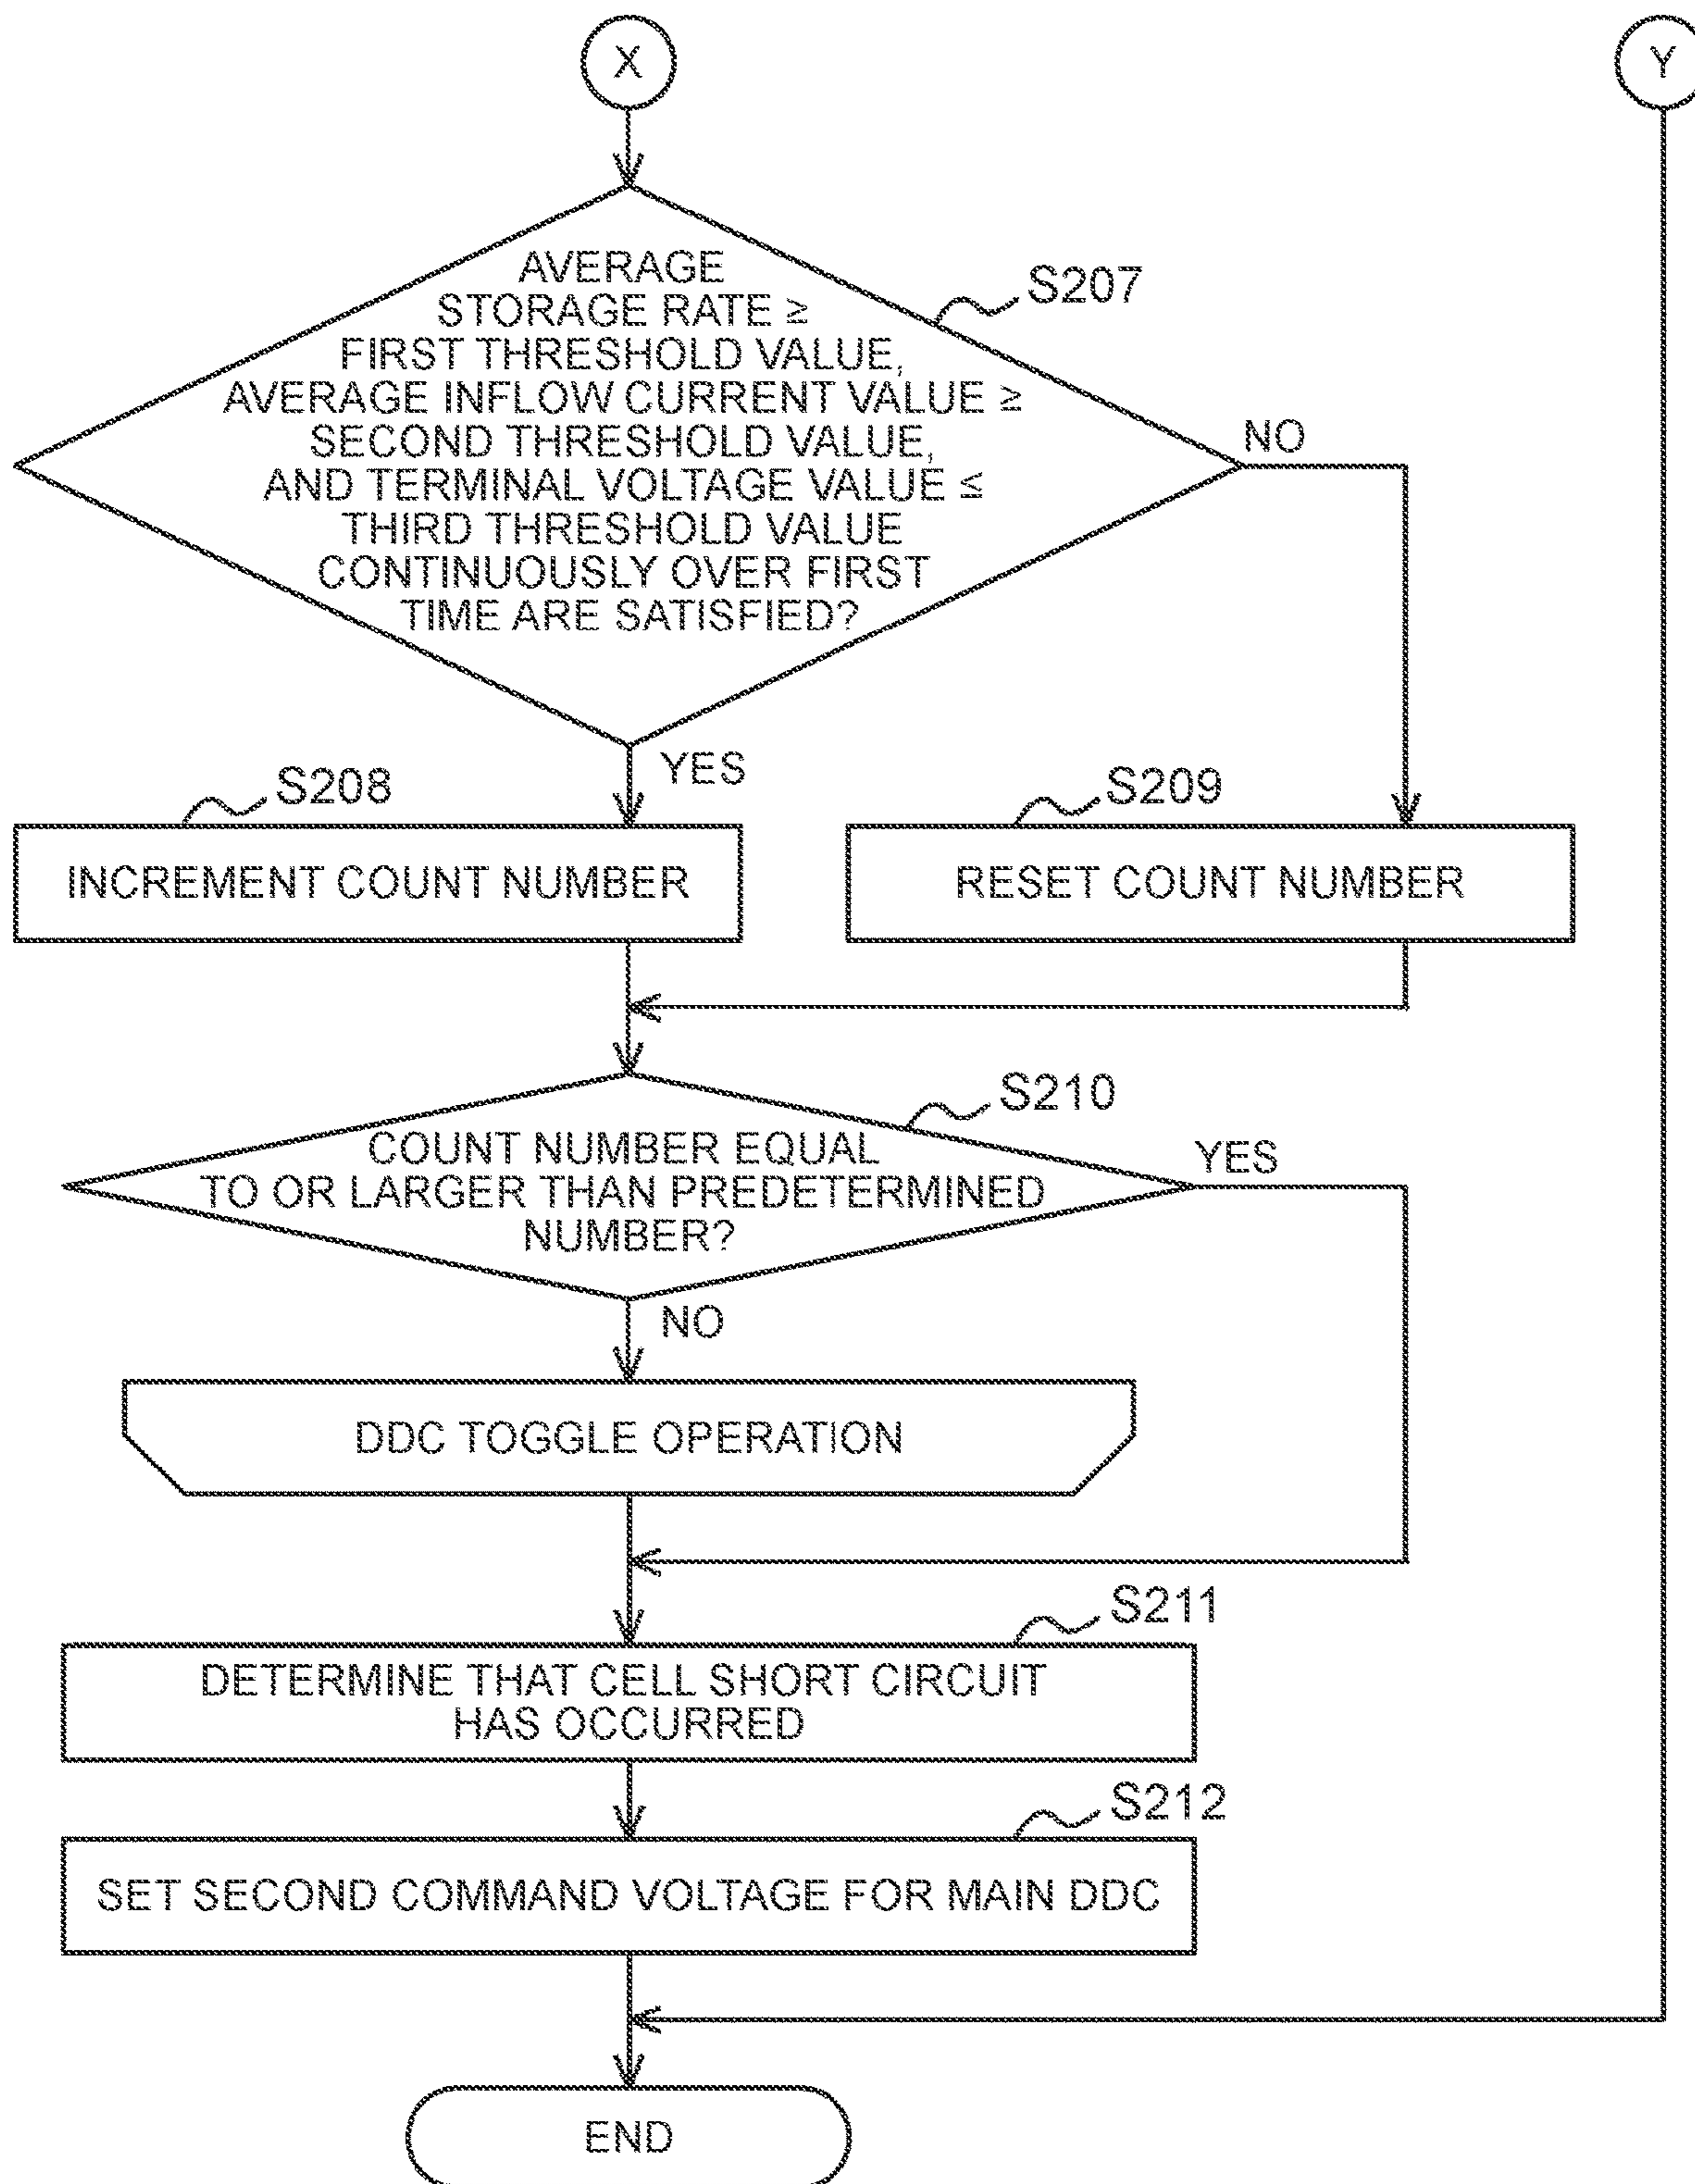 X
Y
AVERAGE
STORAGE RATE ≥
FIRST THRESHOLD VALUE,
AVERAGE INFLOW CURRENT VALUE ≥
SECOND THRESHOLD VALUE,
AND TERMINAL VOLTAGE VALUE ≤
THIRD THRESHOLD VALUE
CONTINUOUSLY OVER FIRST
TIME ARE SATISFIED?
S207
NO
YES
S208
INCREMENT COUNT NUMBER
S209
RESET COUNT NUMBER
S210
COUNT NUMBER EQUAL
TO OR LARGER THAN PREDETERMINED
NUMBER?
YES
NO
DDC TOGGLE OPERATION
S211
DETERMINE THAT CELL SHORT CIRCUIT
HAS OCCURRED
S212
SET SECOND COMMAND VOLTAGE FOR MAIN DDC
END